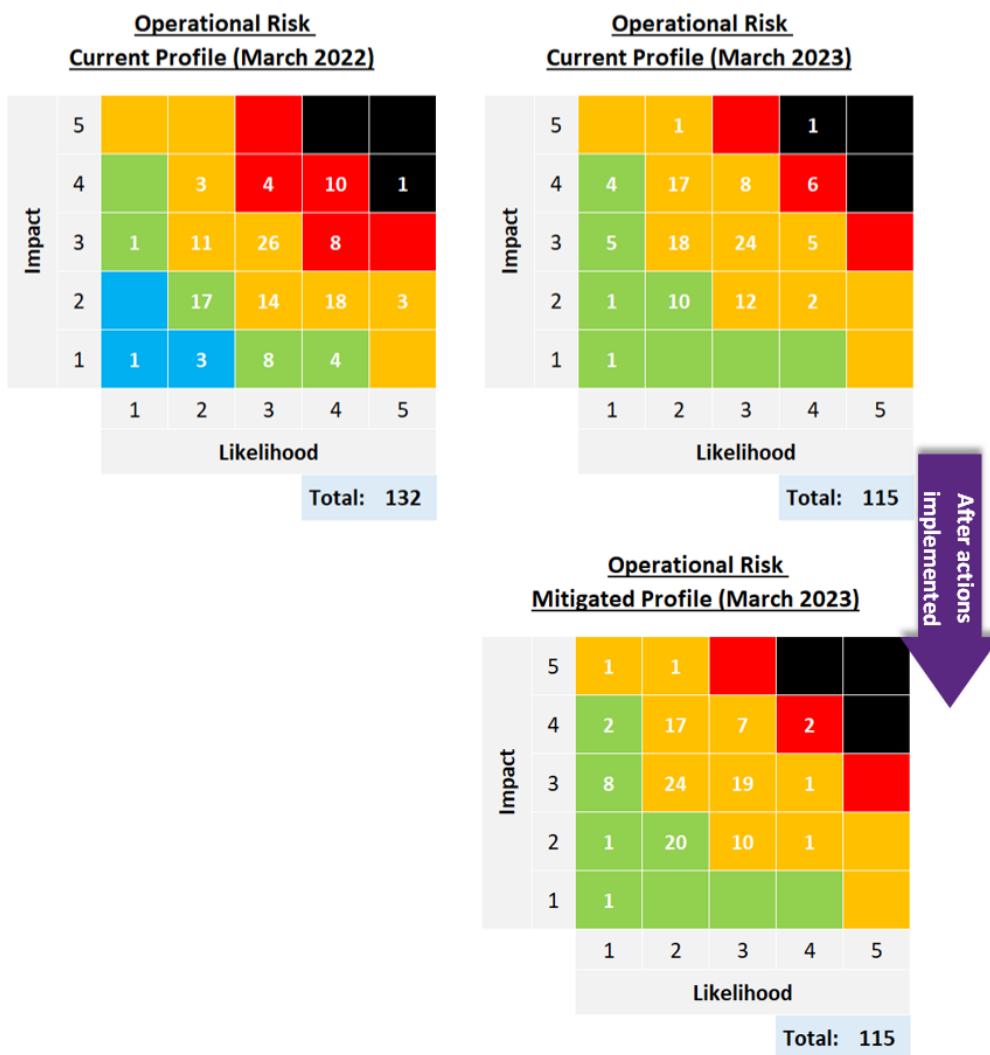 Operational Risk
Current Profile (March 2022)
Impact
5
4 3 4 10 1
3 1 11 26 8
2 17 14 18 3
1 1 3 8 4
1 2 3 4 5
Likelihood
Total: 132
Operational Risk
Current Profile (March 2023)
Impact
5 1 1
4 4 17 8 6
3 5 18 24 5
2 1 10 12 2
1 1
1 2 3 4 5
Likelihood
Total: 115
After actions
implemented
Operational Risk
Mitigated Profile (March 2023)
Impact
5 1 1
4 2 17 7 2
3 8 24 19 1
2 1 20 10 1
1 1
1 2 3 4 5
Likelihood
Total: 115